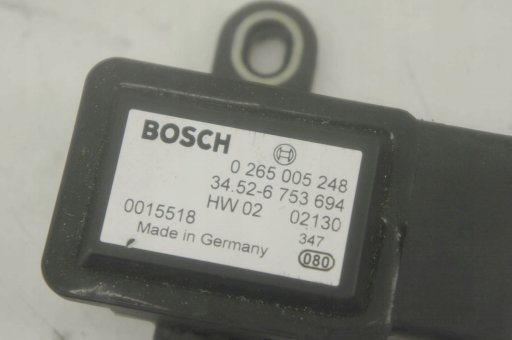 BOSCH
0 265 005 248
34.52-6 753 694
HW 02 02130
0015518 347
Made in Germany
080